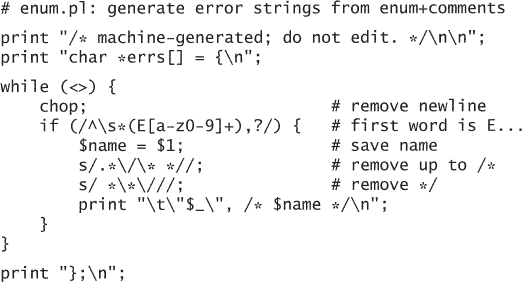 # enum.pl: generate error strings from enum+comments
print "/* machine-generated; do not edit. */\n\n";
print "char *errs[] = {\n";
while (<>) {
    chop;                          # remove newline
    if (/^\s*(E[a-z0-9]+),?/) {    # first word is E...
        $name = $1;                # save name
        s/.*\/\* *//;              # remove up to /*
        s/ *\*\///;                # remove */
        print "\t\"$_\", /* $name */\n";
    }
}
print "};\n";